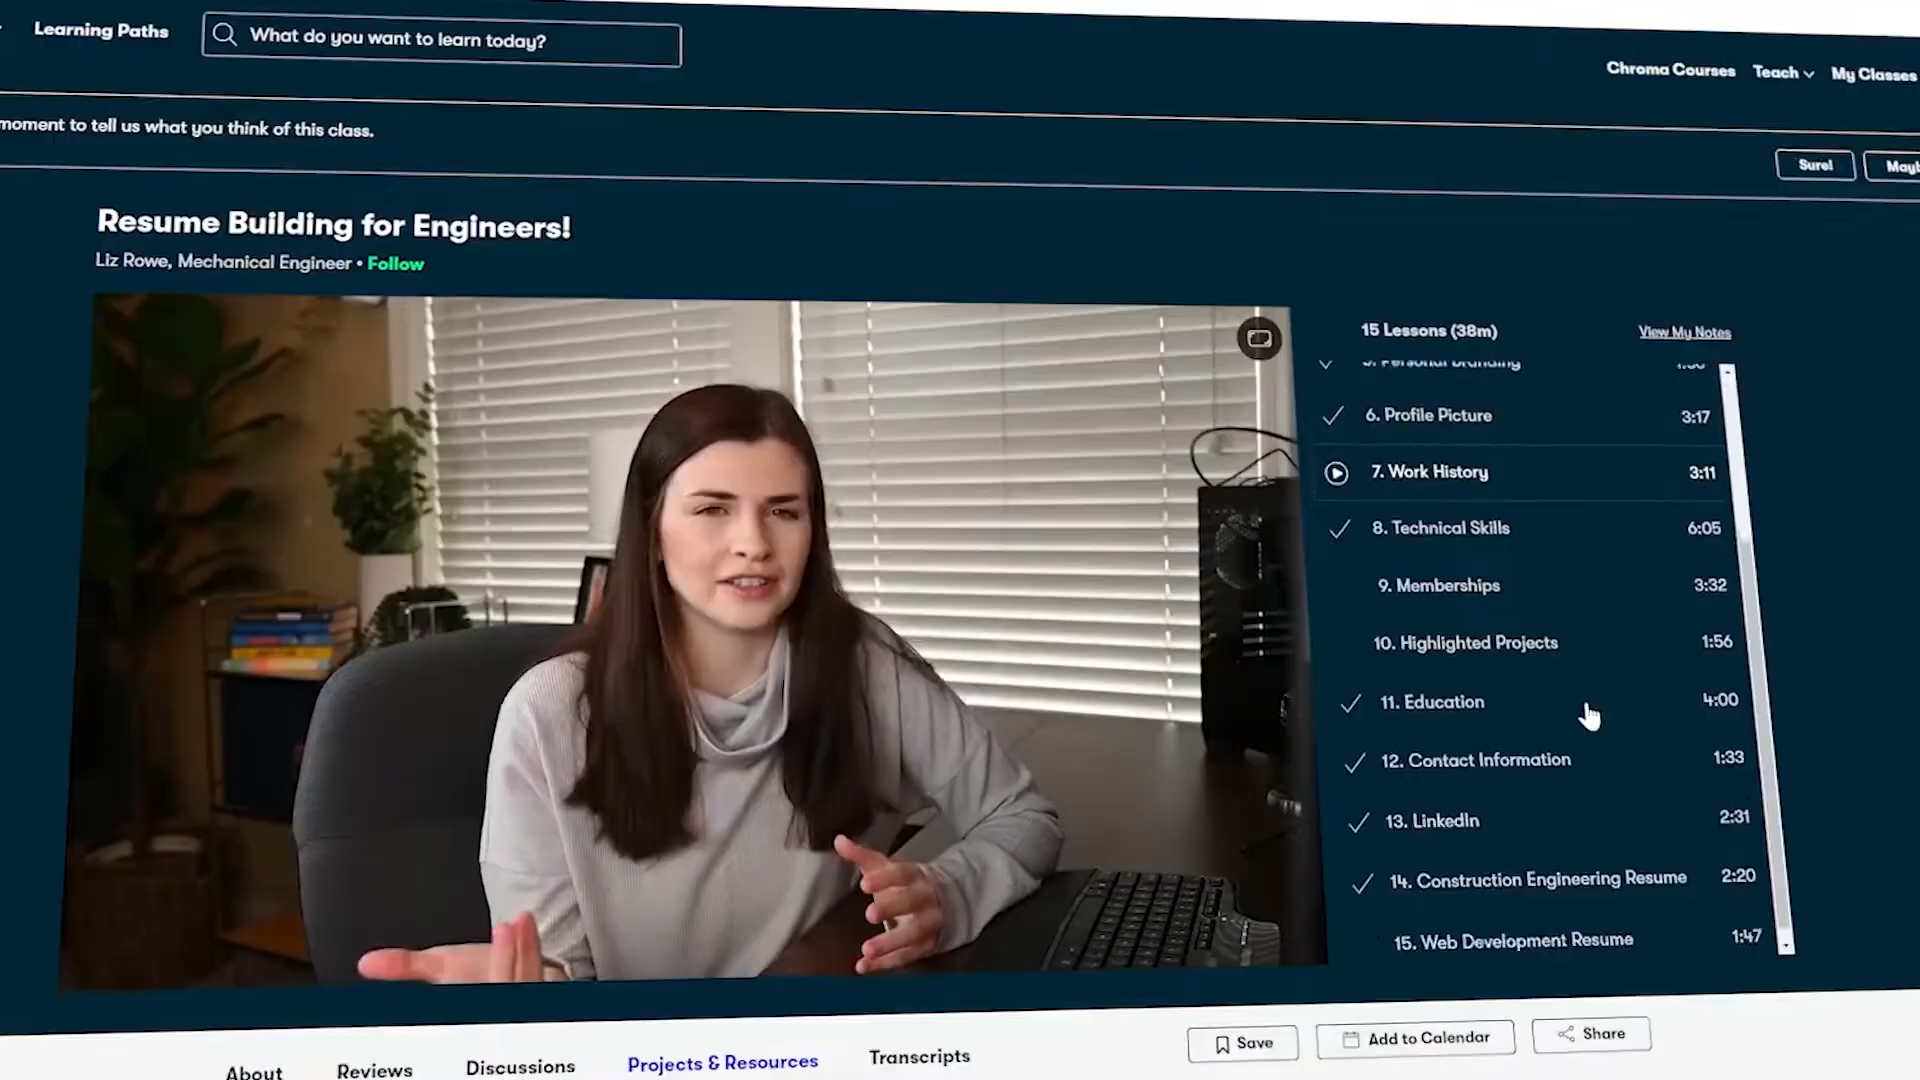 Learning Paths
What do you want to learn today?
Chroma Courses
Teach
My Classes
moment to tell us what you think of this class.
Sure!
Resume Building for Engineers!
Liz Rowe, Mechanical Engineer • Follow
15 Lessons (38m)
View My Notes
6. Profile Picture 3:17
7. Work History 3:11
8. Technical Skills 6:05
9. Memberships 3:32
10. Highlighted Projects 1:56
11. Education 4:00
12. Contact Information 1:33
13. LinkedIn 2:31
14. Construction Engineering Resume 2:20
15. Web Development Resume 1:47
Save
Add to Calendar
Share
About
Reviews
Discussions
Projects & Resources
Transcripts